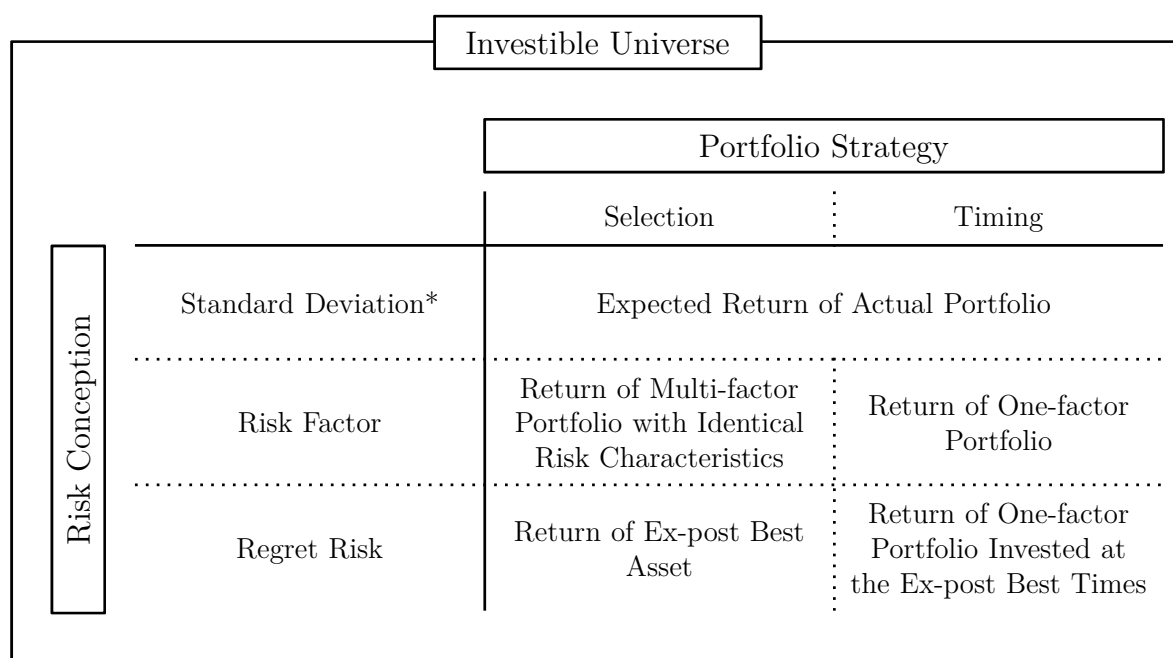 Investible Universe
Portfolio Strategy
Selection
Timing
Risk Conception
Standard Deviation*
Expected Return of Actual Portfolio
Risk Factor
Return of Multi-factor
Portfolio with Identical
Risk Characteristics
Return of One-factor
Portfolio
Regret Risk
Return of Ex-post Best
Asset
Return of One-factor
Portfolio Invested at
the Ex-post Best Times